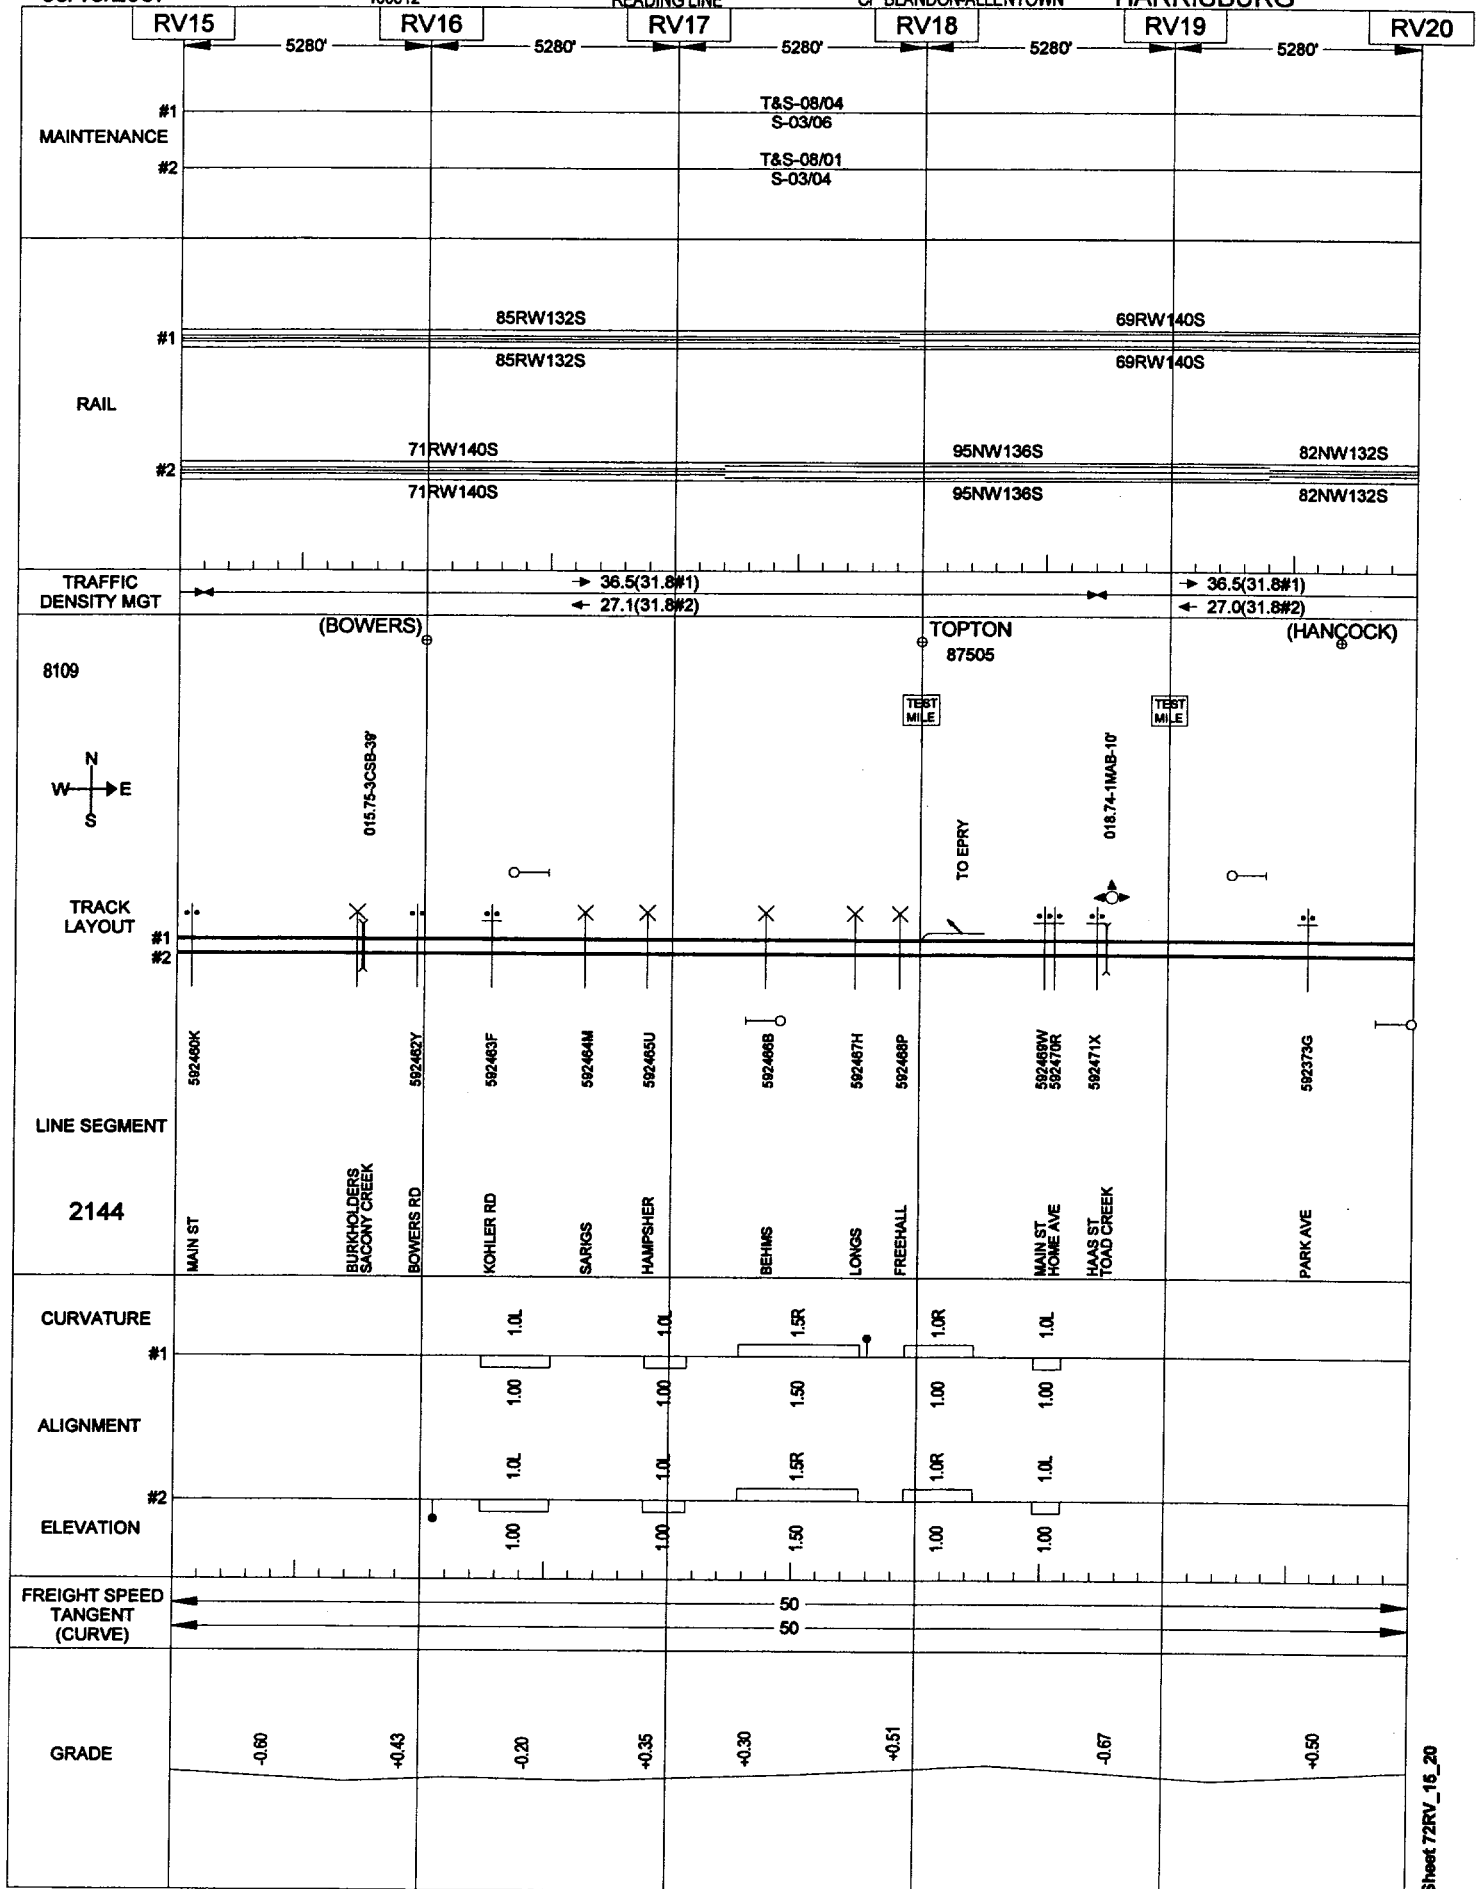 READING LINE CP BLANDON-ALLENTOWN HARRISBURG
RV15 RV16 RV17 RV18 RV19 RV20
5280' 5280' 5280' 5280' 5280'
MAINTENANCE
#1 T&S-08/04
S-03/06
#2 T&S-08/01
S-03/04
RAIL
85RW132S 69RW140S
#1
85RW132S 69RW140S
71RW140S 95NW136S 82NW132S
#2
71RW140S 95NW136S 82NW132S
TRAFFIC
DENSITY MGT
36.5(31.8#1) 36.5(31.8#1)
27.1(31.8#2) 27.0(31.8#2)
(BOWERS) TOPTON (HANCOCK)
87505
8109
TEST
MILE
TEST
MILE
N
W E
S
015.75-3CSB-39'
018.74-1MAB-10'
TO EPRY
TRACK
LAYOUT
#1
#2
592460K
592462Y
592463F
592464M
592465U
592466B
592467H
592468P
592469W
592470R
592471X
592373G
LINE SEGMENT
2144
MAIN ST
BURKHOLDERS
SACONY CREEK
BOWERS RD
KOHLER RD
SARIGS
HAMPSHER
BEHMS
LONGS
FREEHALL
MAIN ST
HOME AVE
HAAS ST
TOAD CREEK
PARK AVE
CURVATURE
1.0L 1.0L 1.5R 1.0R 1.0L
#1
1.00 1.00 1.50 1.00 1.00
ALIGNMENT
1.0L 1.0L 1.5R 1.0R 1.0L
#2
1.00 1.00 1.50 1.00 1.00
ELEVATION
FREIGHT SPEED
TANGENT
(CURVE)
50
50
GRADE
-0.60 +0.43 -0.20 +0.35 +0.30 +0.51 -0.67 +0.50
Sheet 72RV_15_20